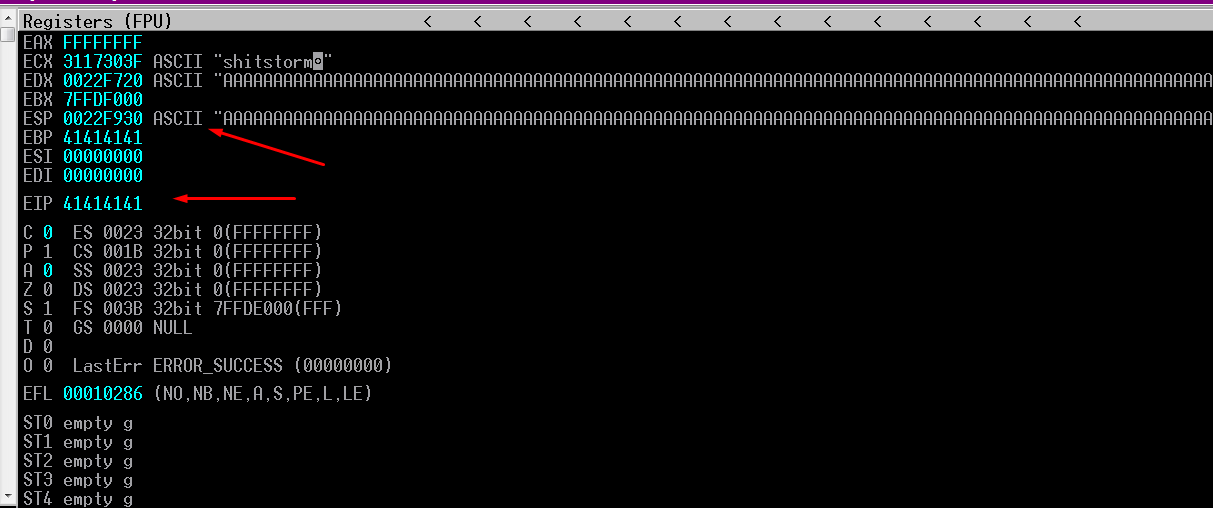 Registers (FPU) < < < < < < < < < < < < < <
EAX FFFFFFFF
ECX 3117303F ASCII "shitstorm◘"
EDX 0022F720 ASCII "AAAAAAAAAAAAAAAAAAAAAAAAAAAAAAAAAAAAAAAAAAAAAAAAAAAAAAAAAAAAAAAAAAAAAAAAAAAAAAAAAAAAAAAAAAAAAAAAAAA
EBX 7FFDF000
ESP 0022F930 ASCII "AAAAAAAAAAAAAAAAAAAAAAAAAAAAAAAAAAAAAAAAAAAAAAAAAAAAAAAAAAAAAAAAAAAAAAAAAAAAAAAAAAAAAAAAAAAAAAAAAAA
EBP 41414141
ESI 00000000
EDI 00000000
EIP 41414141
C 0 ES 0023 32bit 0(FFFFFFFF)
P 1 CS 001B 32bit 0(FFFFFFFF)
A 0 SS 0023 32bit 0(FFFFFFFF)
Z 0 DS 0023 32bit 0(FFFFFFFF)
S 1 FS 003B 32bit 7FFDE000(FFF)
T 0 GS 0000 NULL
D 0
O 0 LastErr ERROR_SUCCESS (00000000)
EFL 00010286 (NO,NB,NE,A,S,PE,L,LE)
ST0 empty g
ST1 empty g
ST2 empty g
ST3 empty g
ST4 empty g